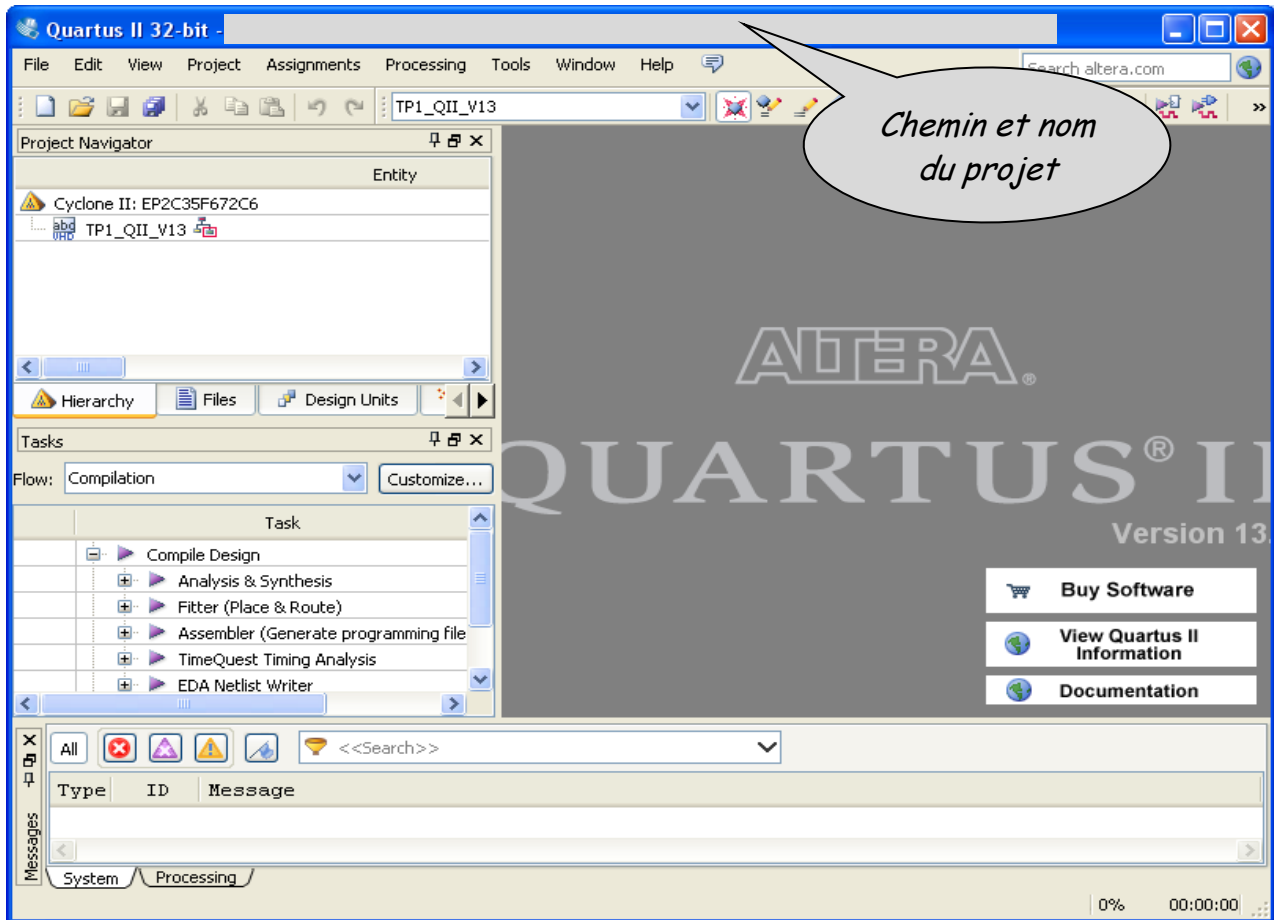 Quartus II 32-bit -
File Edit View Project Assignments Processing Tools Window Help
Search altera.com
TP1_QII_V13
»
Chemin et nom
du projet
Project Navigator
Entity
Cyclone II: EP2C35F672C6
abd
VHD
TP1_QII_V13
Hierarchy Files Design Units
Tasks
Flow: Compilation Customize...
Task
Compile Design
Analysis & Synthesis
Fitter (Place & Route)
Assembler (Generate programming file
TimeQuest Timing Analysis
EDA Netlist Writer
ALTERA®
QUARTUS® II
Version 13.
Buy Software
View Quartus II
Information
Documentation
All <<Search>>
Type ID Message
Messages
System Processing
0% 00:00:00